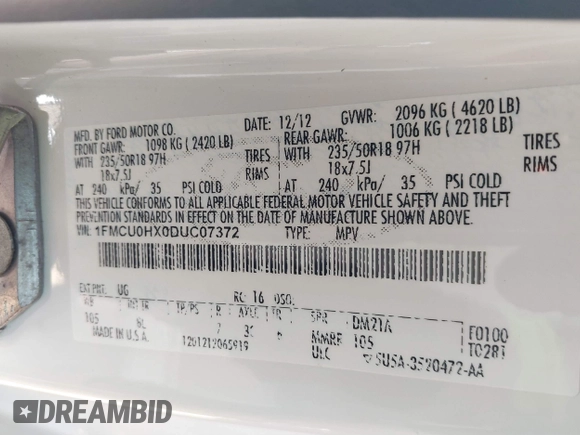 MFD. BY FORD MOTOR CO.
DATE: 12/12 GVWR: 2096 KG ( 4620 LB)
FRONT GAWR: 1098 KG ( 2420 LB) REAR GAWR: 1006 KG ( 2218 LB)
WITH 235/50R18 97H TIRES WITH 235/50R18 97H TIRES
18x7.5J RIMS 18x7.5J RIMS
AT 240 kPa/ 35 PSI COLD AT 240 kPa/ 35 PSI COLD
THIS VEHICLE CONFORMS TO ALL APPLICABLE FEDERAL MOTOR VEHICLE SAFETY AND THEFT
PREVENTION STANDARDS IN EFFECT ON THE DATE OF MANUFACTURE SHOWN ABOVE.
VIN: 1FMCU0HX0DUC07372 TYPE: MPV
UG RC: 16 DSO:
SPR DM21A F0100
105 MMRF 105 T0281
MADE IN U.S.A. ULC 5U5A-3520472-AA
DREAMBID